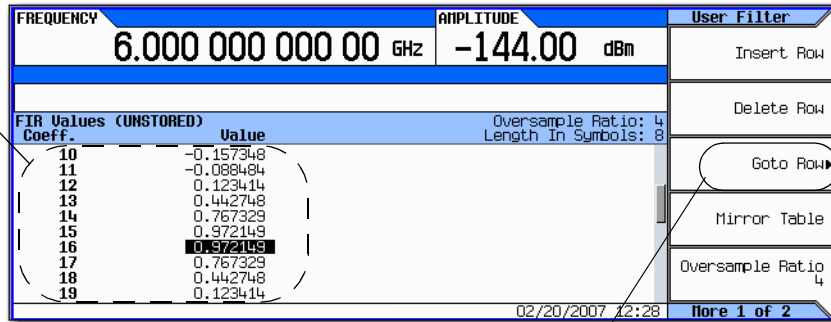 FREQUENCY AMPLITUDE User Filter
6.000 000 000 00 GHz -144.00 dBm
Insert Row
Delete Row
FIR Values (UNSTORED) Oversample Ratio: 4
Coeff. Value Length In Symbols: 8
10 -0.157348
11 -0.088484
Goto Row
12 0.123414
13 0.442748
14 0.767329
Mirror Table
15 0.972149
16 0.972149
17 0.767329
Oversample Ratio
4
18 0.442748
19 0.123414
02/20/2007 12:28 More 1 of 2